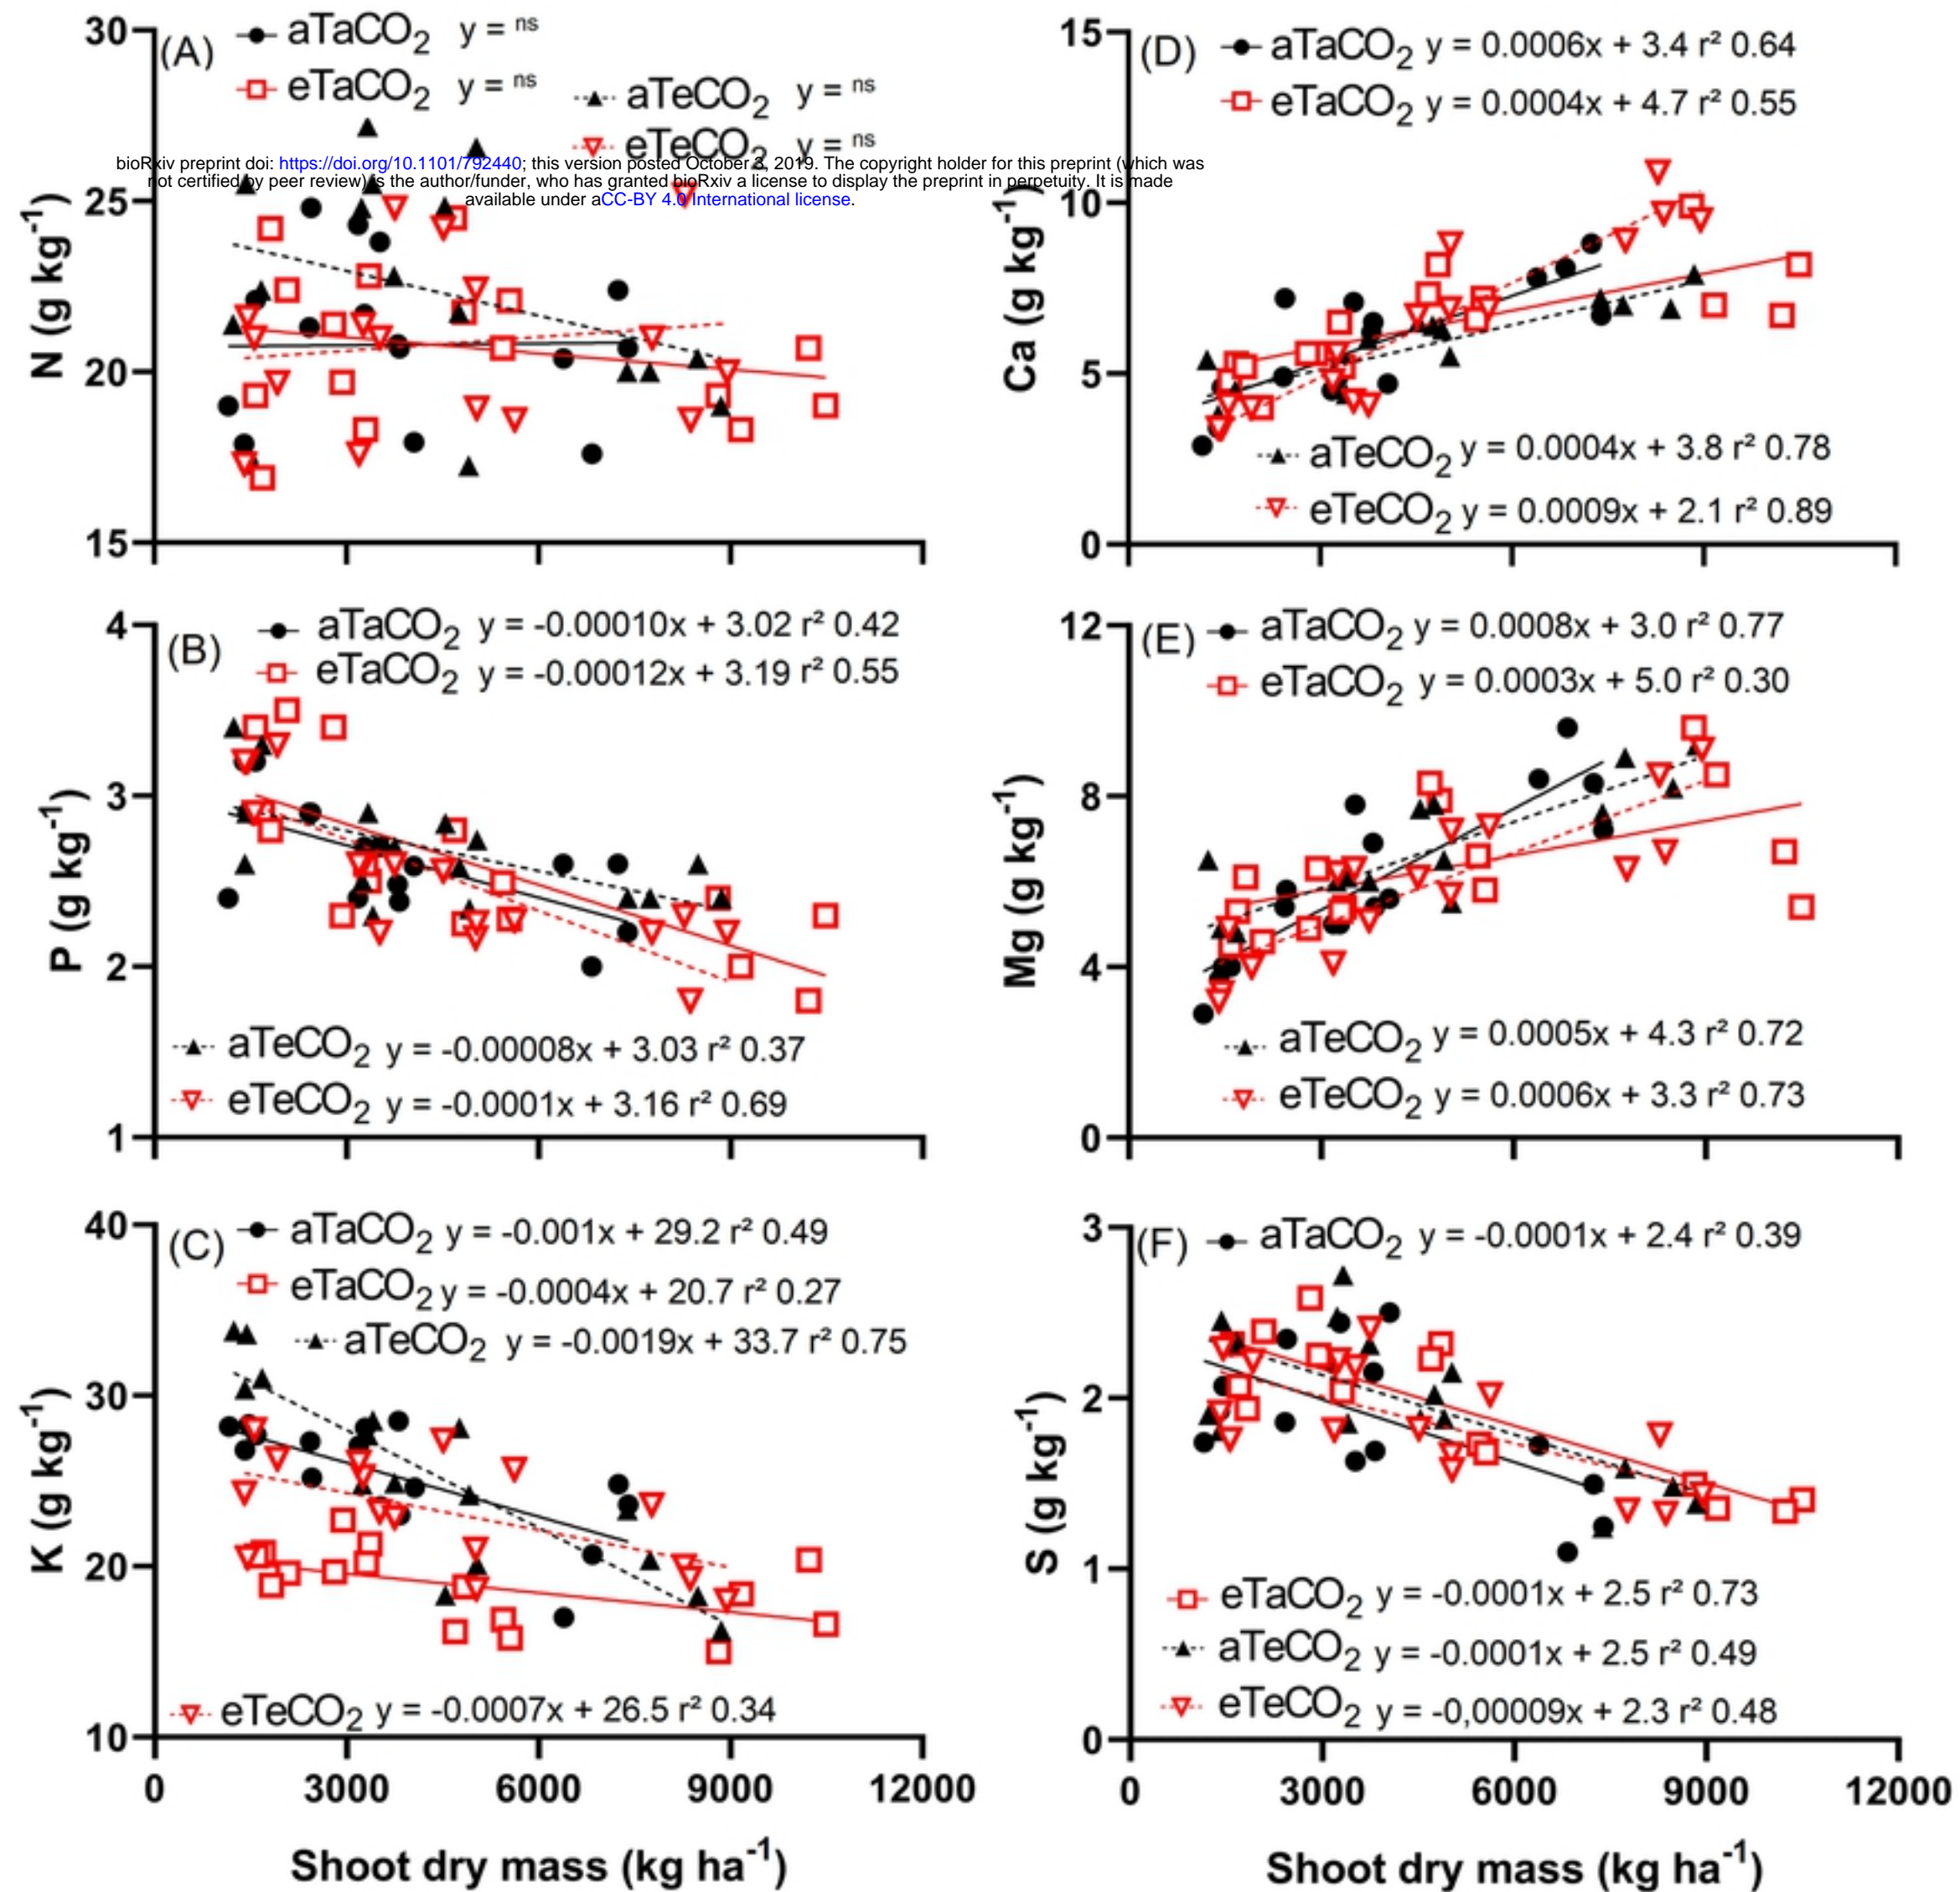 30
(A) aTaCO2 y = ns
eTaCO2 y = ns
aTeCO2 y = ns
eTeCO2 y = ns
bioRxiv preprint doi: https://doi.org/10.1101/792440; this version posted October 3, 2019. The copyright holder for this preprint (which was
not certified by peer review) is the author/funder, who has granted bioRxiv a license to display the preprint in perpetuity. It is made
available under aCC-BY 4.0 International license.
25
20
15
N (g kg-1)
15
(D) aTaCO2 y = 0.0006x + 3.4 r² 0.64
eTaCO2 y = 0.0004x + 4.7 r² 0.55
10
5
0
Ca (g kg-1)
aTeCO2 y = 0.0004x + 3.8 r² 0.78
eTeCO2 y = 0.0009x + 2.1 r² 0.89
4
(B) aTaCO2 y = -0.00010x + 3.02 r² 0.42
eTaCO2 y = -0.00012x + 3.19 r² 0.55
3
2
1
P (g kg-1)
aTeCO2 y = -0.00008x + 3.03 r² 0.37
eTeCO2 y = -0.0001x + 3.16 r² 0.69
12
(E) aTaCO2 y = 0.0008x + 3.0 r² 0.77
eTaCO2 y = 0.0003x + 5.0 r² 0.30
8
4
0
Mg (g kg-1)
aTeCO2 y = 0.0005x + 4.3 r² 0.72
eTeCO2 y = 0.0006x + 3.3 r² 0.73
40
(C) aTaCO2 y = -0.001x + 29.2 r² 0.49
eTaCO2 y = -0.0004x + 20.7 r² 0.27
aTeCO2 y = -0.0019x + 33.7 r² 0.75
30
20
10
K (g kg-1)
eTeCO2 y = -0.0007x + 26.5 r² 0.34
0 3000 6000 9000 12000
Shoot dry mass (kg ha-1)
3
(F) aTaCO2 y = -0.0001x + 2.4 r² 0.39
2
1
0
S (g kg-1)
eTaCO2 y = -0.0001x + 2.5 r² 0.73
aTeCO2 y = -0.0001x + 2.5 r² 0.49
eTeCO2 y = -0,00009x + 2.3 r² 0.48
0 3000 6000 9000 12000
Shoot dry mass (kg ha-1)